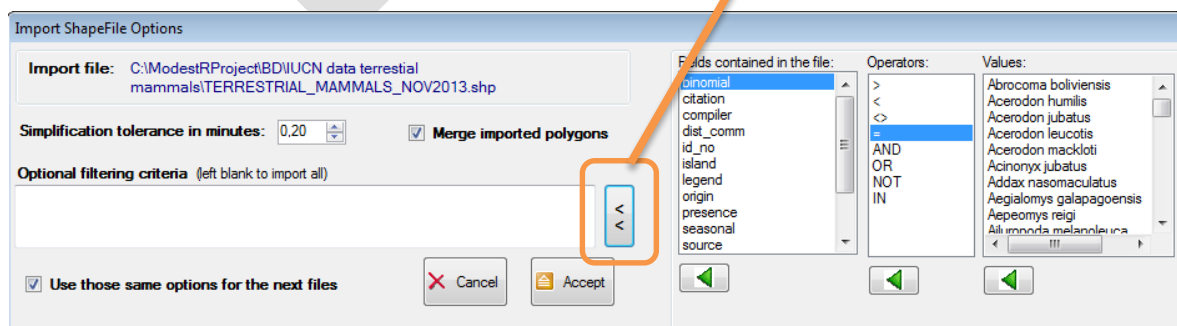 Import ShapeFile Options
Import file: C:\ModestRProject\BD\IUCN data terrestial
mammals\TERRESTRIAL_MAMMALS_NOV2013.shp
Simplification tolerance in minutes: 0,20
Merge imported polygons
Optional filtering criteria (left blank to import all)
<
<
Use those same options for the next files
Cancel
Accept
Fields contained in the file:
binomial
citation
compiler
dist_comm
id_no
island
legend
origin
presence
seasonal
source
Operators:
>
<
<>
=
AND
OR
NOT
IN
Values:
Abrocoma boliviensis
Acerodon humilis
Acerodon jubatus
Acerodon leucotis
Acerodon mackloti
Acinonyx jubatus
Addax nasomaculatus
Aegialomys galapagoensis
Aepeomys reigi
Ailuropoda melanoleuca